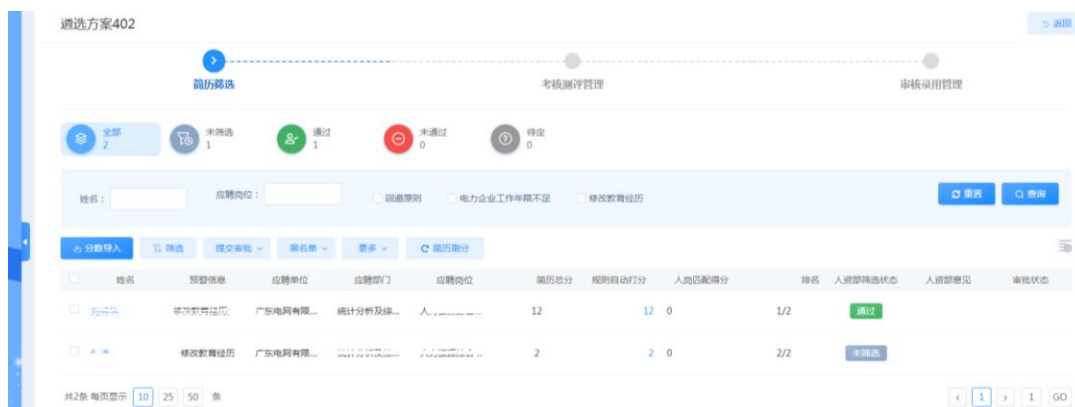 遴选方案402
返回
简历筛选 考核测评管理 审核录用管理
全部 未筛选 通过 未通过 待定
2 1 1 0 0
姓名： 应聘岗位： 回避原则 电力企业工作年限不足 修改教育经历 重置 查询
分数导入 筛选 提交审批 黑名单 更多 简历刷分
姓名 预警信息 应聘单位 应聘部门 应聘岗位 简历总分 规则自动打分 人岗匹配得分 排名 人资部筛选状态 人资部意见 审批状态
修改教育经历 广东电网有限... 统计分析及综... 12 12 0 1/2 通过
修改教育经历 广东电网有限... 2 2 0 2/2 未筛选
共2条 每页显示 10 25 50 条 1 1 GO